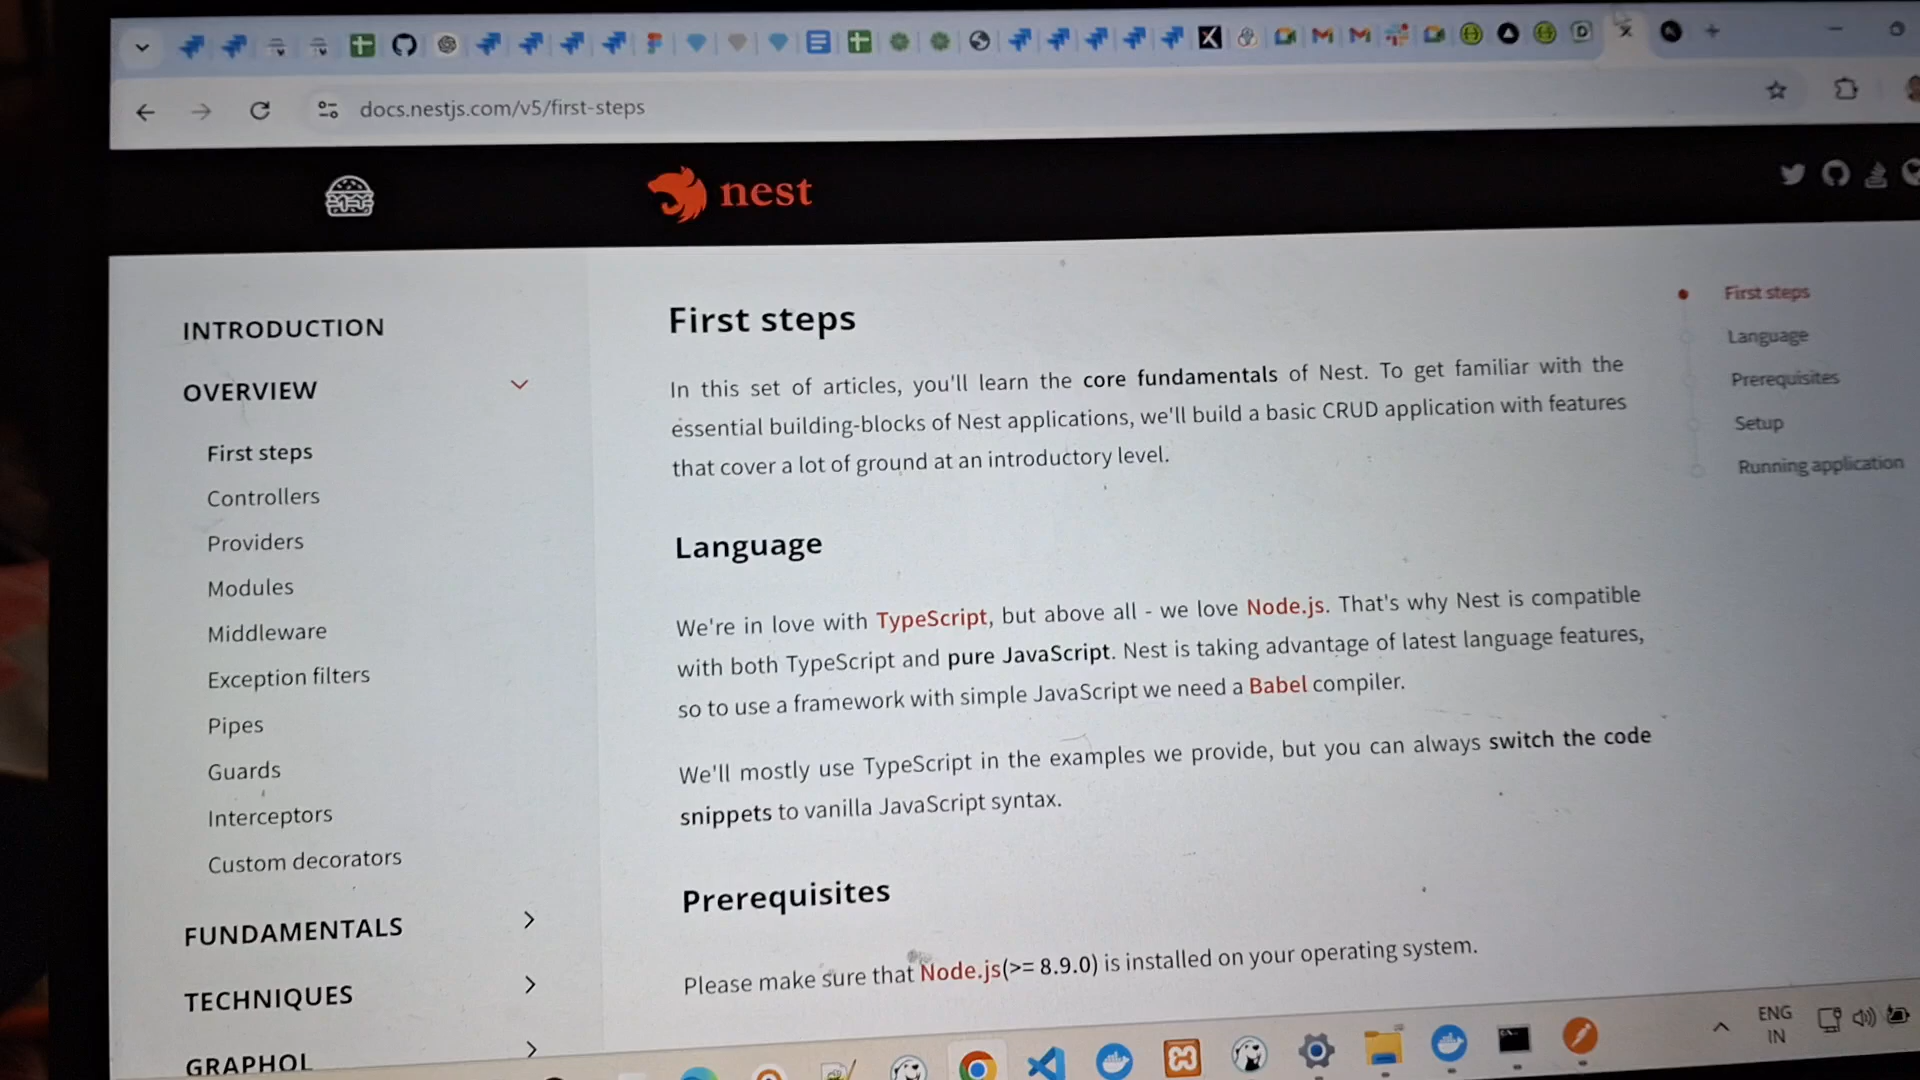 docs.nestjs.com/v5/first-steps
nest
INTRODUCTION
OVERVIEW
First steps
Controllers
Providers
Modules
Middleware
Exception filters
Pipes
Guards
Interceptors
Custom decorators
FUNDAMENTALS
TECHNIQUES
GRAPHQL
First steps
In this set of articles, you'll learn the core fundamentals of Nest. To get familiar with the
essential building-blocks of Nest applications, we'll build a basic CRUD application with features
that cover a lot of ground at an introductory level.
Language
We're in love with TypeScript, but above all - we love Node.js. That's why Nest is compatible
with both TypeScript and pure JavaScript. Nest is taking advantage of latest language features,
so to use a framework with simple JavaScript we need a Babel compiler.
We'll mostly use TypeScript in the examples we provide, but you can always switch the code
snippets to vanilla JavaScript syntax.
Prerequisites
Please make sure that Node.js(>= 8.9.0) is installed on your operating system.
First steps
Language
Prerequisites
Setup
Running application
ENG
IN